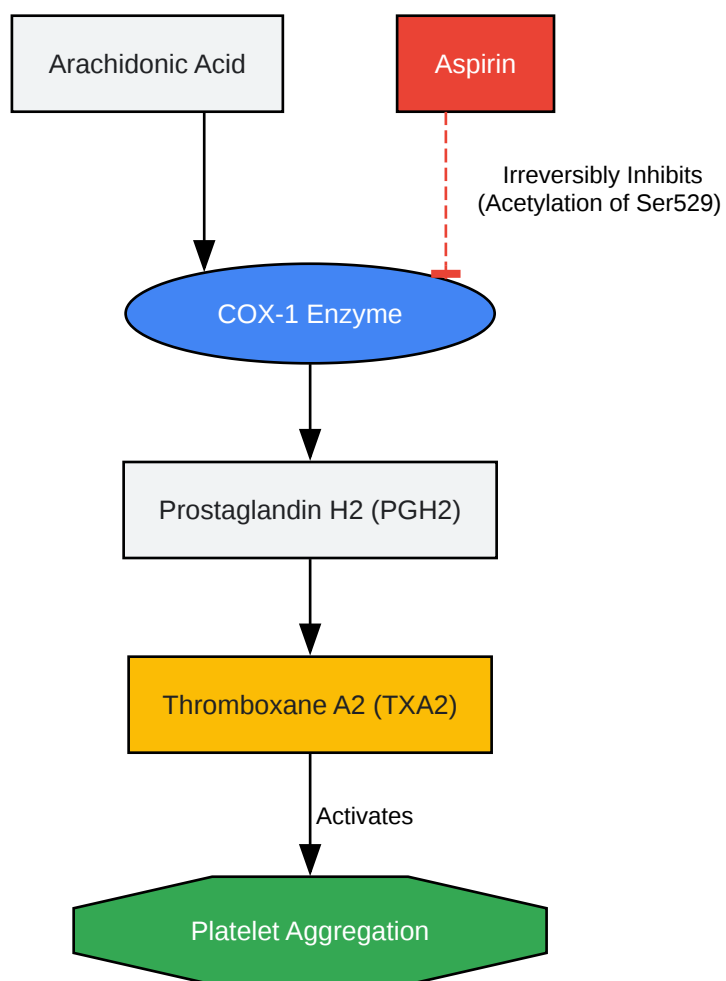 Arachidonic Acid
Aspirin
Irreversibly Inhibits
(Acetylation of Ser529)
COX-1 Enzyme
Prostaglandin H2 (PGH2)
Thromboxane A2 (TXA2)
Activates
Platelet Aggregation